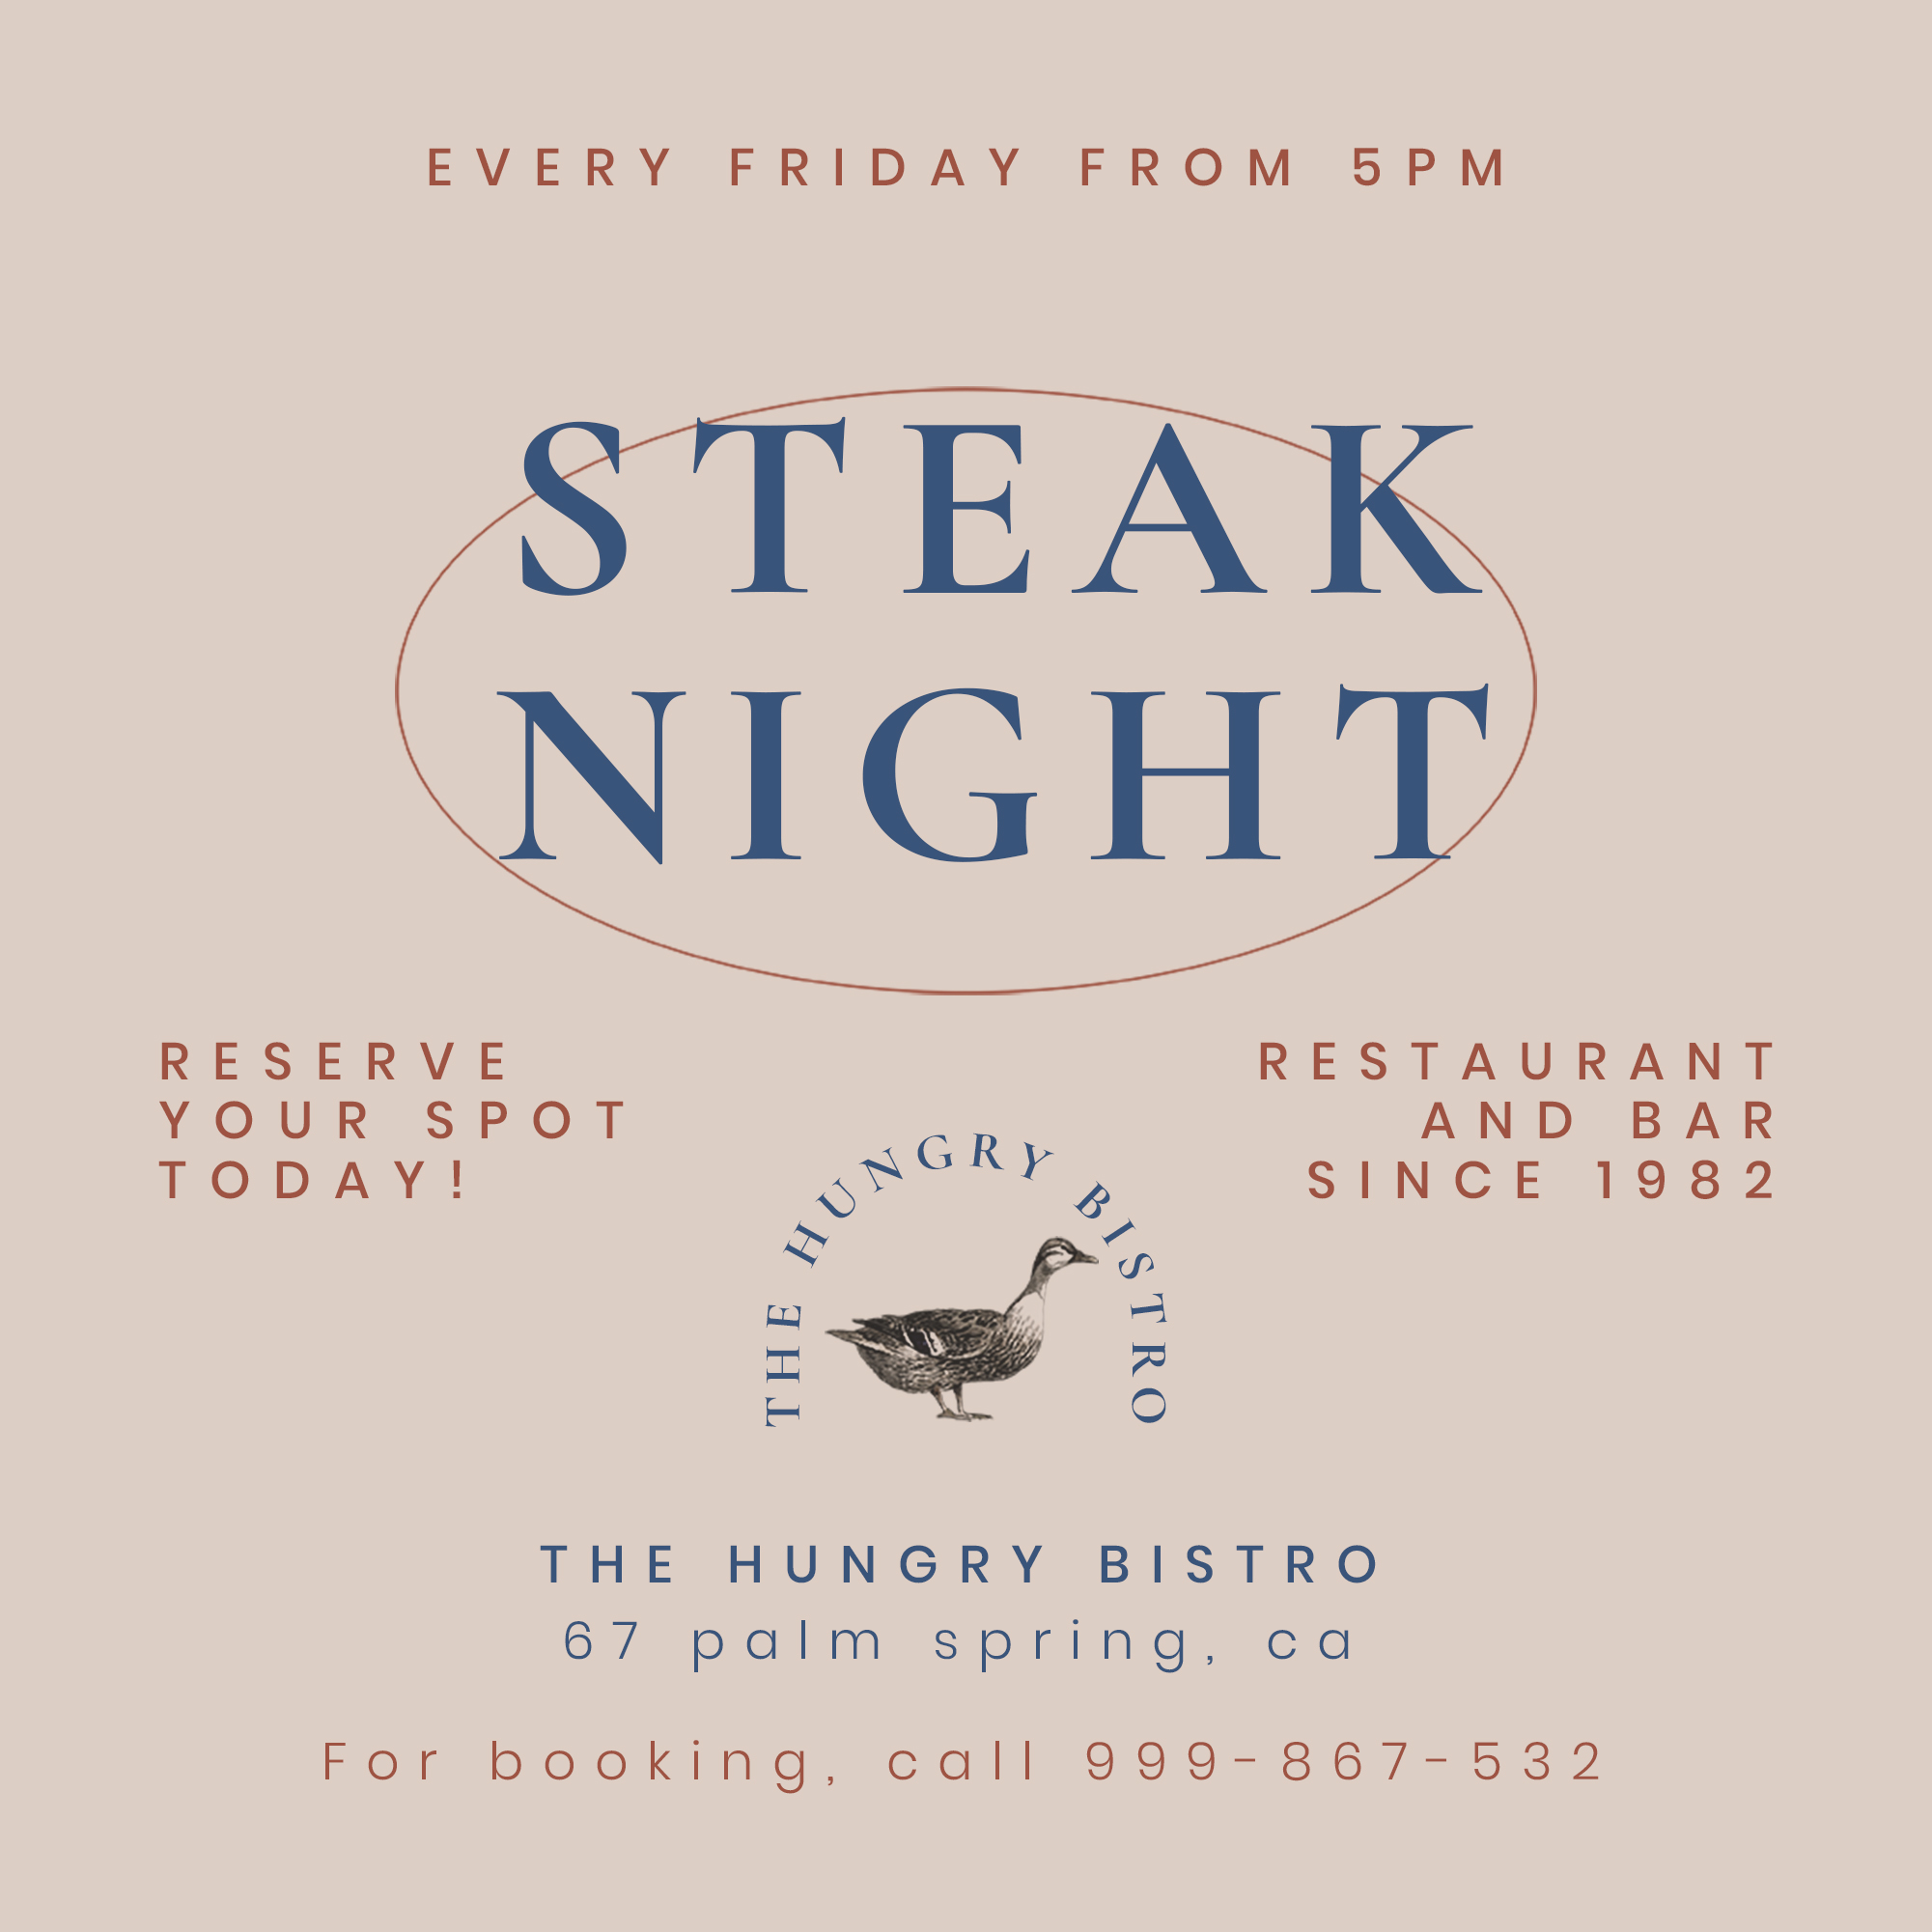 EVERY FRIDAY FROM 5PM
STEAK
NIGHT
RESERVE
YOUR SPOT
TODAY!
RESTAURANT
AND BAR
SINCE 1982
THE HUNGRY BISTRO
THE HUNGRY BISTRO
67 palm spring, ca
For booking, call 999-867-532